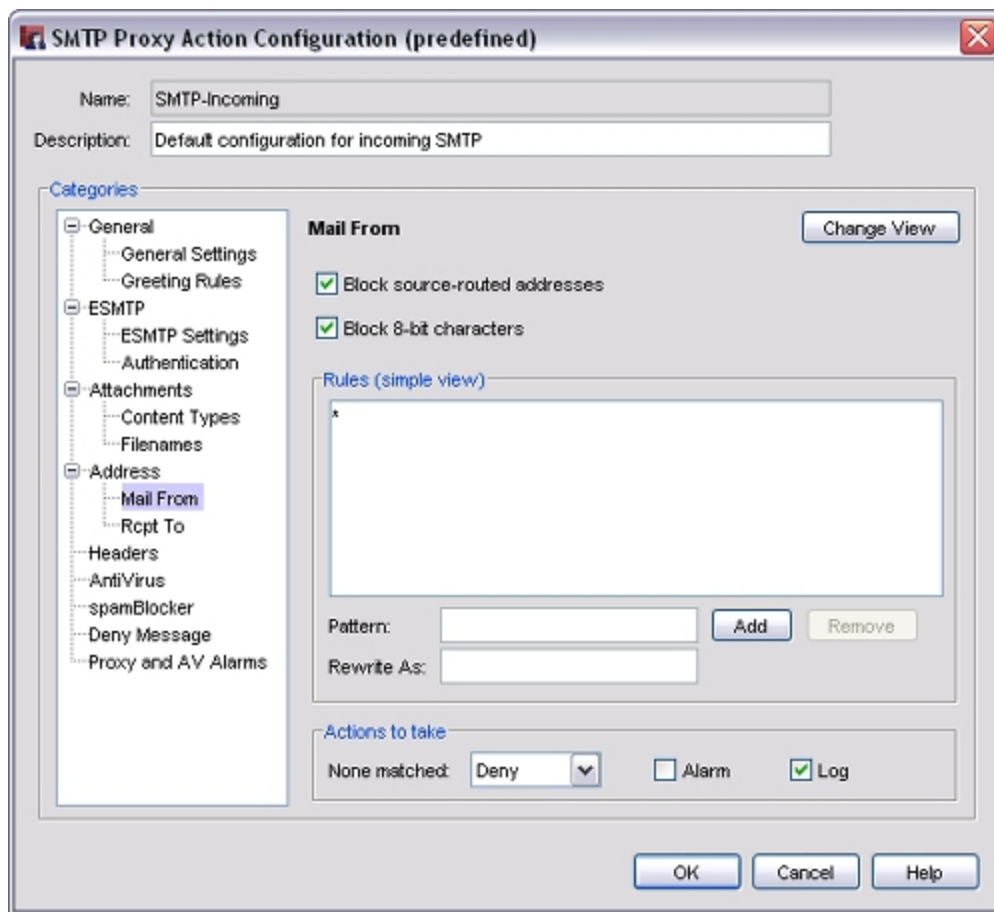 SMTP Proxy Action Configuration (predefined)
Name: SMTP-Incoming
Description: Default configuration for incoming SMTP
Categories
General
General Settings
Greeting Rules
ESMTP
ESMTP Settings
Authentication
Attachments
Content Types
Filenames
Address
Mail From
Rcpt To
Headers
AntiVirus
spamBlocker
Deny Message
Proxy and AV Alarms
Mail From
Change View
Block source-routed addresses
Block 8-bit characters
Rules (simple view)
*
Pattern:
Add
Remove
Rewrite As:
Actions to take
None matched: Deny
Alarm
Log
OK
Cancel
Help